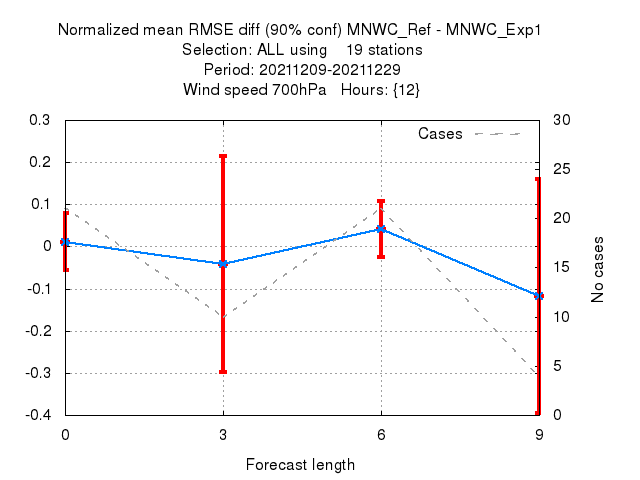 Normalized mean RMSE diff (90% conf) MNWC_Ref - MNWC_Exp1
Selection: ALL using 19 stations
Period: 20211209-20211229
Wind speed 700hPa Hours: {12}
Cases
0.3
0.2
0.1
0
-0.1
-0.2
-0.3
-0.4
30
25
20
15
10
5
0
No cases
0 3 6 9
Forecast length